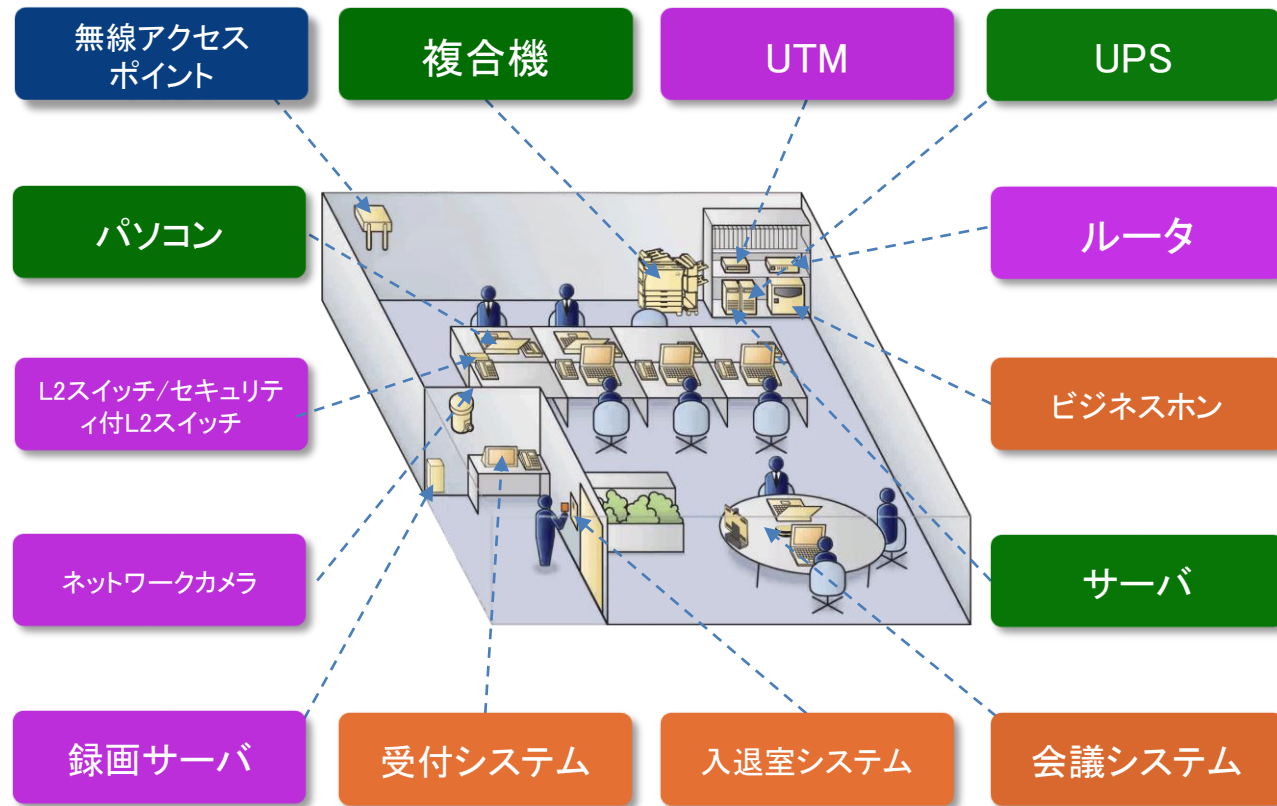 無線アクセス
ポイント
複合機
UTM
UPS
パソコン
ルータ
L2スイッチ/セキュリテ
ィ付L2スイッチ
ビジネスホン
ネットワークカメラ
サーバ
録画サーバ
受付システム
入退室システム
会議システム